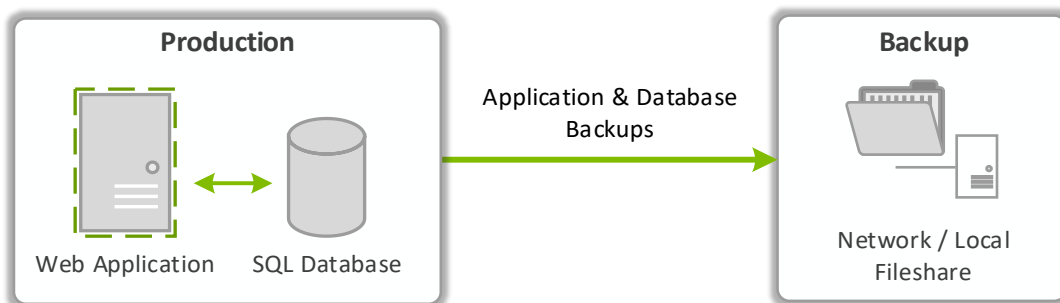 Production
Web Application
SQL Database
Application & Database
Backups
Backup
Network / Local
Fileshare